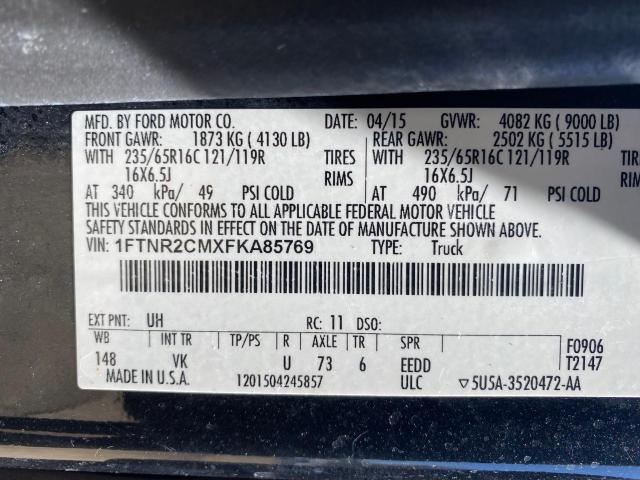 MFD. BY FORD MOTOR CO. DATE: 04/15 GVWR: 4082 KG ( 9000 LB)
FRONT GAWR: 1873 KG ( 4130 LB) REAR GAWR: 2502 KG ( 5515 LB)
WITH 235/65R16C 121/119R TIRES WITH 235/65R16C 121/119R
16X6.5J RIMS 16X6.5J
AT 340 kPa/ 49 PSI COLD AT 490 kPa/ 71 PSI COLD
THIS VEHICLE CONFORMS TO ALL APPLICABLE FEDERAL MOTOR VEHICLE
SAFETY STANDARDS IN EFFECT ON THE DATE OF MANUFACTURE SHOWN ABOVE.
VIN: 1FTNR2CMXFKA85769 TYPE: Truck
EXT PNT: UH RC: 11 DSO:
WB INT TR TP/PS R AXLE TR SPR F0906
148 VK U 73 6 EEDD T2147
MADE IN U.S.A. 1201504245857 ULC ▽5U5A-3520472-AA